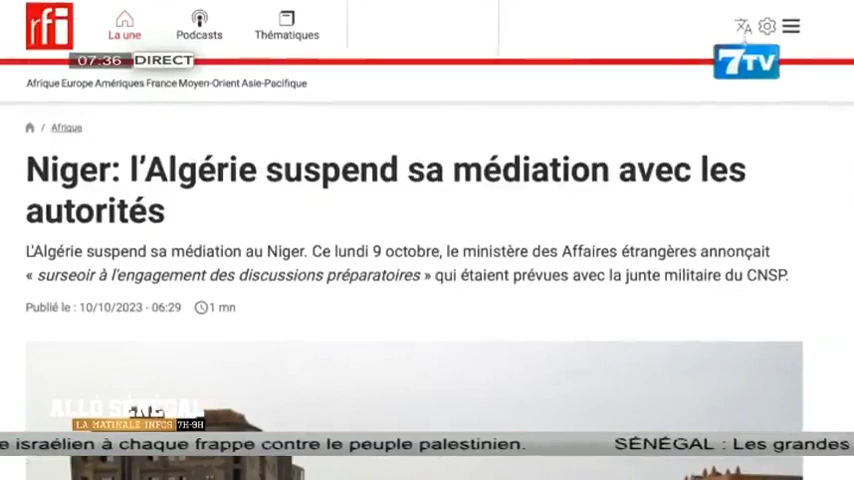 rfi
La une
Podcasts
Thématiques
07:36 DIRECT
7TV
Afrique Europe Amériques France Moyen-Orient Asie-Pacifique
/ Afrique
Niger: l'Algérie suspend sa médiation avec les
autorités
L'Algérie suspend sa médiation au Niger. Ce lundi 9 octobre, le ministère des Affaires étrangères annonçait
« surseoir à l'engagement des discussions préparatoires » qui étaient prévues avec la junte militaire du CNSP.
Publié le : 10/10/2023 - 06:29 1 mn
ALLÔ SÉNÉGAL
LA MATINALE INFOS 7H-9H
e israélien à chaque frappe contre le peuple palestinien. SÉNÉGAL : Les grandes